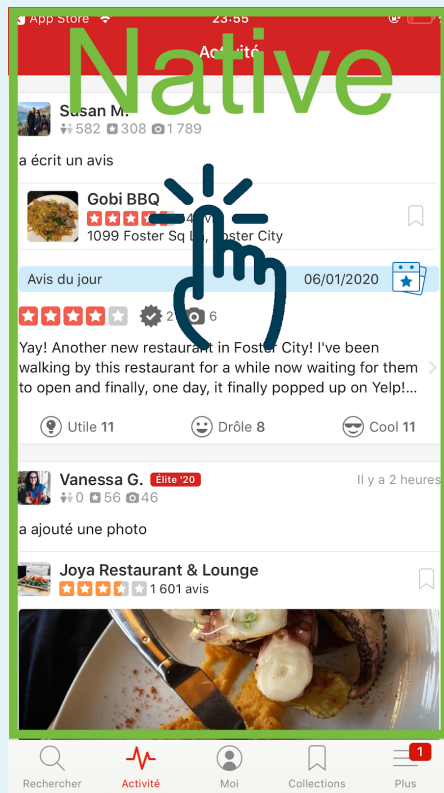 App Store
23:55
Activité
Native
Susan M.
582 308 1 789
a écrit un avis
Gobi BBQ
1099 Foster Sq Ln, Foster City
Avis du jour 06/01/2020
2 6
Yay! Another new restaurant in Foster City! I've been
walking by this restaurant for a while now waiting for them
to open and finally, one day, it finally popped up on Yelp!...
Utile 11 Drôle 8 Cool 11
Vanessa G. Élite '20 Il y a 2 heures
0 56 46
a ajouté une photo
Joya Restaurant & Lounge
1 601 avis
1
Rechercher Activité Moi Collections Plus